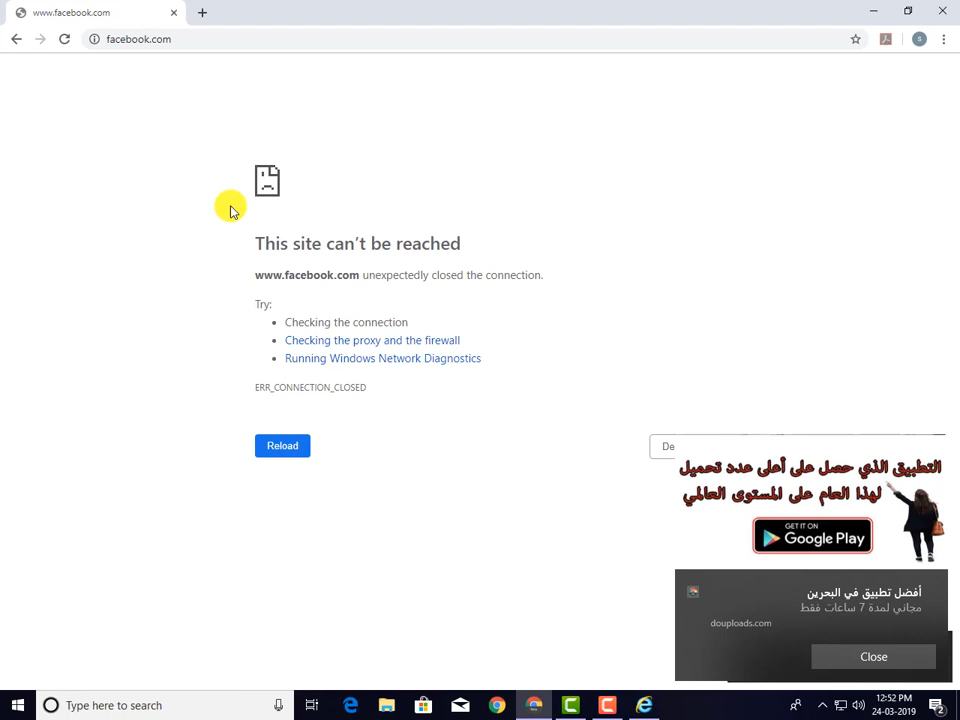 www.facebook.com
facebook.com
S
This site can't be reached
www.facebook.com unexpectedly closed the connection.
Try:
Checking the connection
Checking the proxy and the firewall
Running Windows Network Diagnostics
ERR_CONNECTION_CLOSED
Reload
De
التطبيق الذي حصل على أعلى عدد تحميل
لهذا العام على المستوى العالمي
GET IT ON
Google Play
أفضل تطبيق في البحرين
مجاني لمدة 7 ساعات فقط
douploads.com
Close
Type here to search
12:52 PM
24-03-2019
2